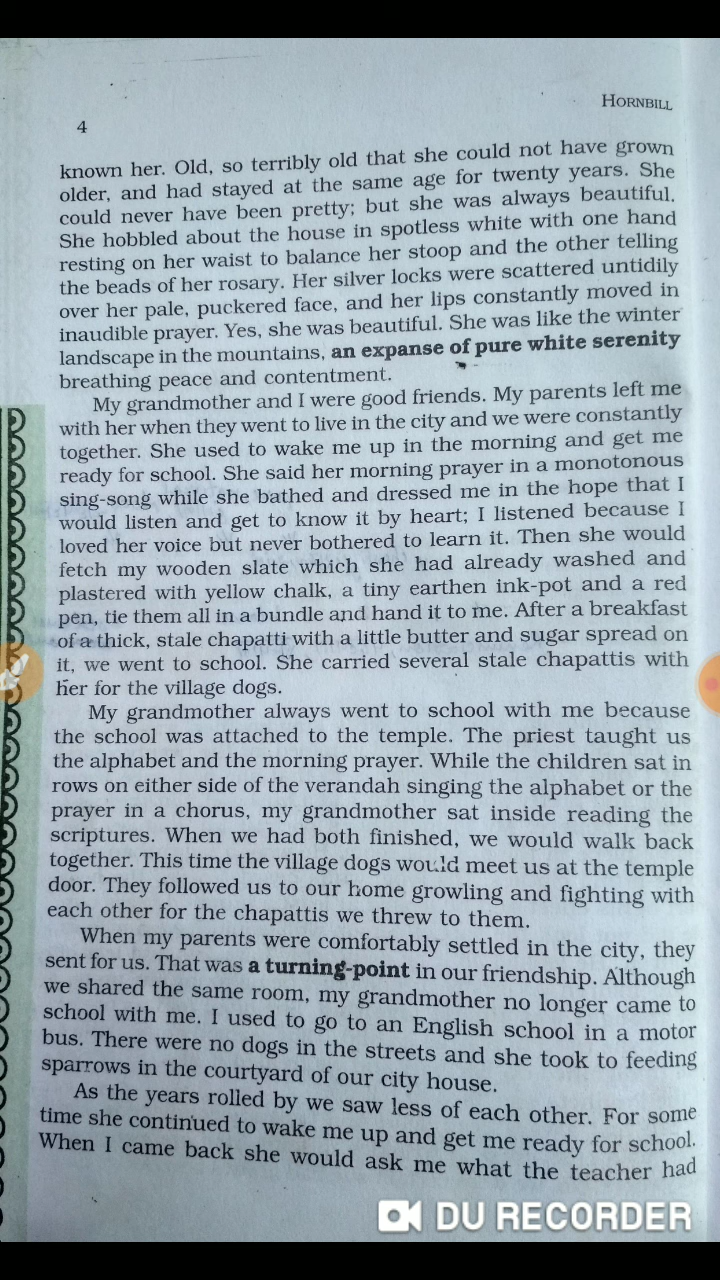 HORNBILL
4
known her. Old, so terribly old that she could not have grown
older, and had stayed at the same age for twenty years. She
could never have been pretty; but she was always beautiful.
She hobbled about the house in spotless white with one hand
resting on her waist to balance her stoop and the other telling
the beads of her rosary. Her silver locks were scattered untidily
over her pale, puckered face, and her lips constantly moved in
inaudible prayer. Yes, she was beautiful. She was like the winter
landscape in the mountains, an expanse of pure white serenity
breathing peace and contentment.
My grandmother and I were good friends. My parents left me
with her when they went to live in the city and we were constantly
together. She used to wake me up in the morning and get me
ready for school. She said her morning prayer in a monotonous
sing-song while she bathed and dressed me in the hope that I
would listen and get to know it by heart; I listened because I
loved her voice but never bothered to learn it. Then she would
fetch my wooden slate which she had already washed and
plastered with yellow chalk, a tiny earthen ink-pot and a red
pen, tie them all in a bundle and hand it to me. After a breakfast
of a thick, stale chapatti with a little butter and sugar spread on
it, we went to school. She carried several stale chapattis with
her for the village dogs.
My grandmother always went to school with me because
the school was attached to the temple. The priest taught us
the alphabet and the morning prayer. While the children sat in
rows on either side of the verandah singing the alphabet or the
prayer in a chorus, my grandmother sat inside reading the
scriptures. When we had both finished, we would walk back
together. This time the village dogs would meet us at the temple
door. They followed us to our home growling and fighting with
each other for the chapattis we threw to them.
When my parents were comfortably settled in the city, they
sent for us. That was a turning-point in our friendship. Although
we shared the same room, my grandmother no longer came to
school with me. I used to go to an English school in a motor
bus. There were no dogs in the streets and she took to feeding
sparrows in the courtyard of our city house.
As the years rolled by we saw less of each other. For some
time she continued to wake me up and get me ready for school.
When I came back she would ask me what the teacher had
DU RECORDER